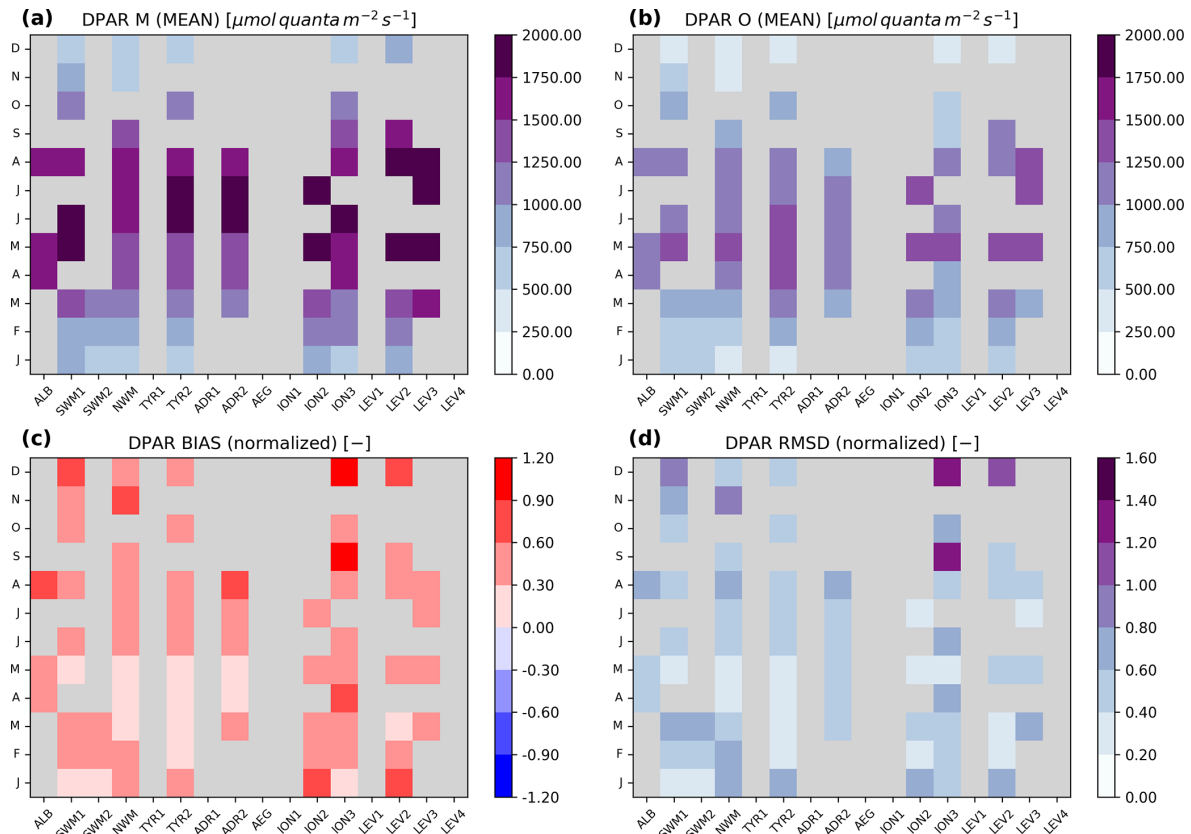 (a) DPAR M (MEAN) [μmol quanta m⁻² s⁻¹]
D
N
O
S
A
J
J
M
A
M
F
J
ALB SWM1 SWM2 NWM TYR1 TYR2 ADR1 ADR2 AEG ION1 ION2 ION3 LEV1 LEV2 LEV3 LEV4
2000.00
1750.00
1500.00
1250.00
1000.00
750.00
500.00
250.00
0.00
(b) DPAR O (MEAN) [μmol quanta m⁻² s⁻¹]
D
N
O
S
A
J
J
M
A
M
F
J
ALB SWM1 SWM2 NWM TYR1 TYR2 ADR1 ADR2 AEG ION1 ION2 ION3 LEV1 LEV2 LEV3 LEV4
2000.00
1750.00
1500.00
1250.00
1000.00
750.00
500.00
250.00
0.00
(c) DPAR BIAS (normalized) [−]
D
N
O
S
A
J
J
M
A
M
F
J
ALB SWM1 SWM2 NWM TYR1 TYR2 ADR1 ADR2 AEG ION1 ION2 ION3 LEV1 LEV2 LEV3 LEV4
1.20
0.90
0.60
0.30
0.00
-0.30
-0.60
-0.90
-1.20
(d) DPAR RMSD (normalized) [−]
D
N
O
S
A
J
J
M
A
M
F
J
ALB SWM1 SWM2 NWM TYR1 TYR2 ADR1 ADR2 AEG ION1 ION2 ION3 LEV1 LEV2 LEV3 LEV4
1.60
1.40
1.20
1.00
0.80
0.60
0.40
0.20
0.00